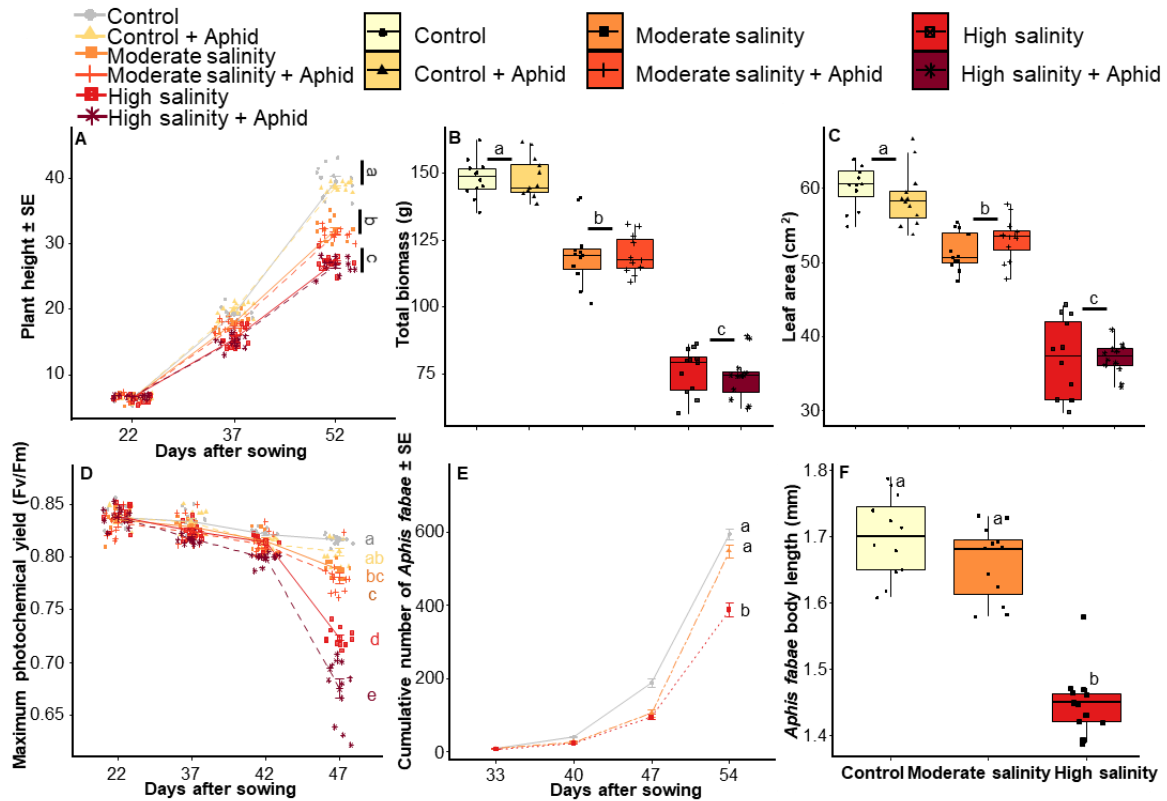 Control
Control + Aphid
Moderate salinity
Moderate salinity + Aphid
High salinity
High salinity + Aphid
Control
Control + Aphid
Moderate salinity
Moderate salinity + Aphid
High salinity
High salinity + Aphid
A
Plant height ± SE
40
30
20
10
a
b
c
22 37 52
Days after sowing
B
Total biomass (g)
150
125
100
75
a
b
c
C
Leaf area (cm²)
60
50
40
30
a
b
c
D
Maximum photochemical yield (Fv/Fm)
0.85
0.80
0.75
0.70
0.65
a
ab
bc
c
d
e
22 37 42 47
Days after sowing
E
Cumulative number of Aphis fabae ± SE
600
400
200
0
a
a
b
33 40 47 54
Days after sowing
F
Aphis fabae body length (mm)
1.8
1.7
1.6
1.5
1.4
a
a
b
Control Moderate salinity High salinity